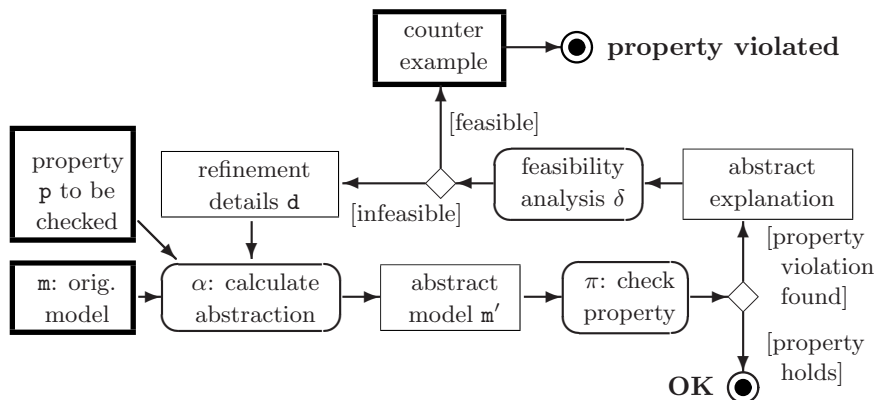 counter
example
property violated
[feasible]
property
p to be
checked
refinement
details d
[infeasible]
feasibility
analysis δ
abstract
explanation
[property
violation
found]
m: orig.
model
α: calculate
abstraction
abstract
model m′
π: check
property
[property
holds]
OK